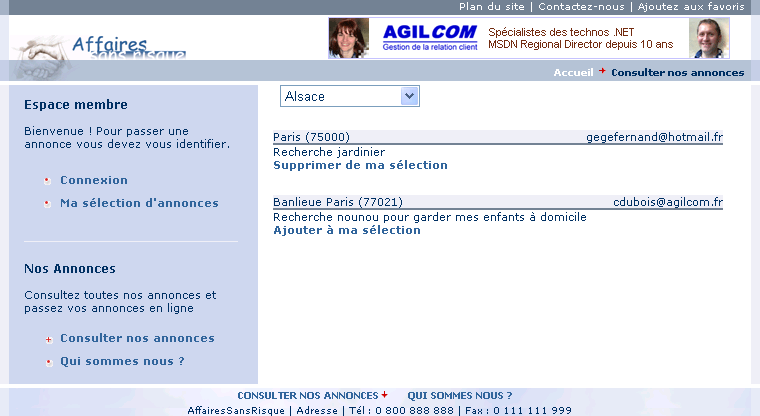 Plan du site | Contactez-nous | Ajoutez aux favoris
Affaires
sans risque
AGILCOM
Gestion de la relation client
Spécialistes des technos .NET
MSDN Regional Director depuis 10 ans
Accueil Consulter nos annonces
Espace membre
Bienvenue ! Pour passer une
annonce vous devez vous identifier.
Connexion
Ma sélection d'annonces
Nos Annonces
Consultez toutes nos annonces et
passez vos annonces en ligne
Consulter nos annonces
Qui sommes nous ?
Alsace
Paris (75000) gegefernand@hotmail.fr
Recherche jardinier
Supprimer de ma sélection
Banlieue Paris (77021) cdubois@agilcom.fr
Recherche nounou pour garder mes enfants à domicile
Ajouter à ma sélection
CONSULTER NOS ANNONCES QUI SOMMES NOUS ?
AffairesSansRisque | Adresse | Tél : 0 800 888 888 | Fax : 0 111 111 999